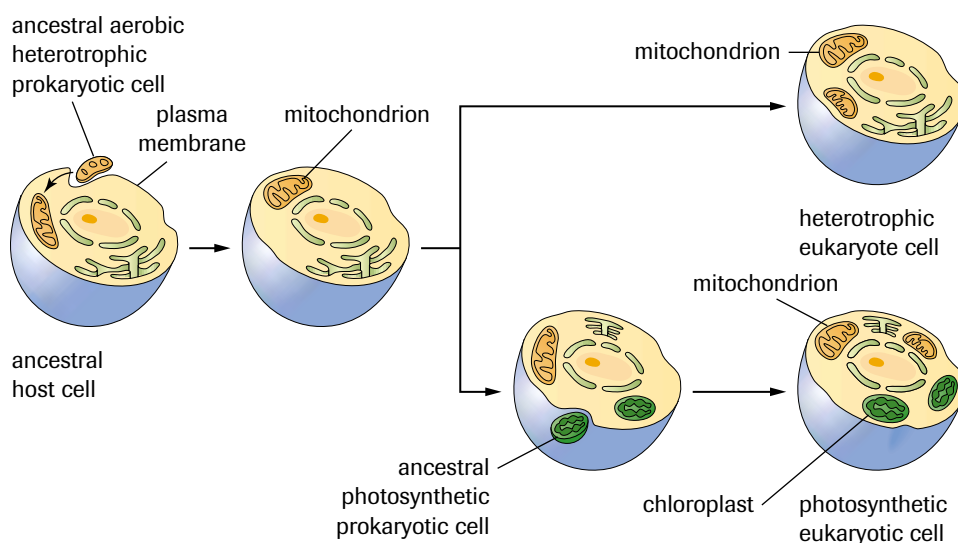 ancestral aerobic
heterotrophic
prokaryotic cell
plasma
membrane
mitochondrion
mitochondrion
ancestral
host cell
heterotrophic
eukaryote cell
mitochondrion
ancestral
photosynthetic
prokaryotic cell
chloroplast
photosynthetic
eukaryotic cell